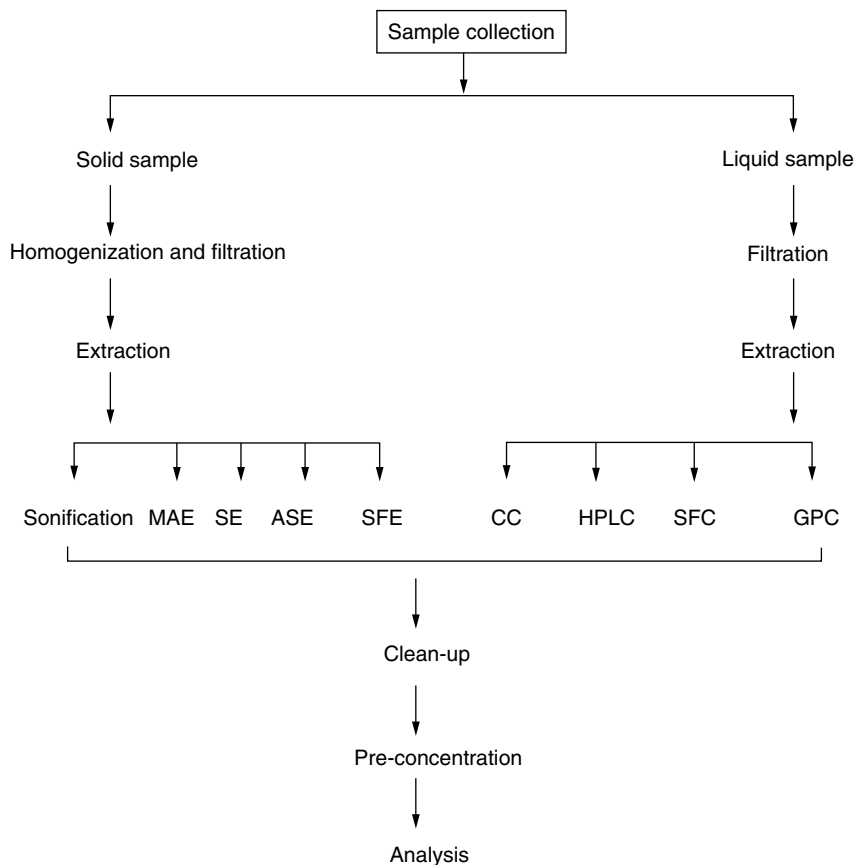 Sample collection
Solid sample
Liquid sample
Homogenization and filtration
Filtration
Extraction
Extraction
Sonification MAE SE ASE SFE CC HPLC SFC GPC
Clean-up
Pre-concentration
Analysis